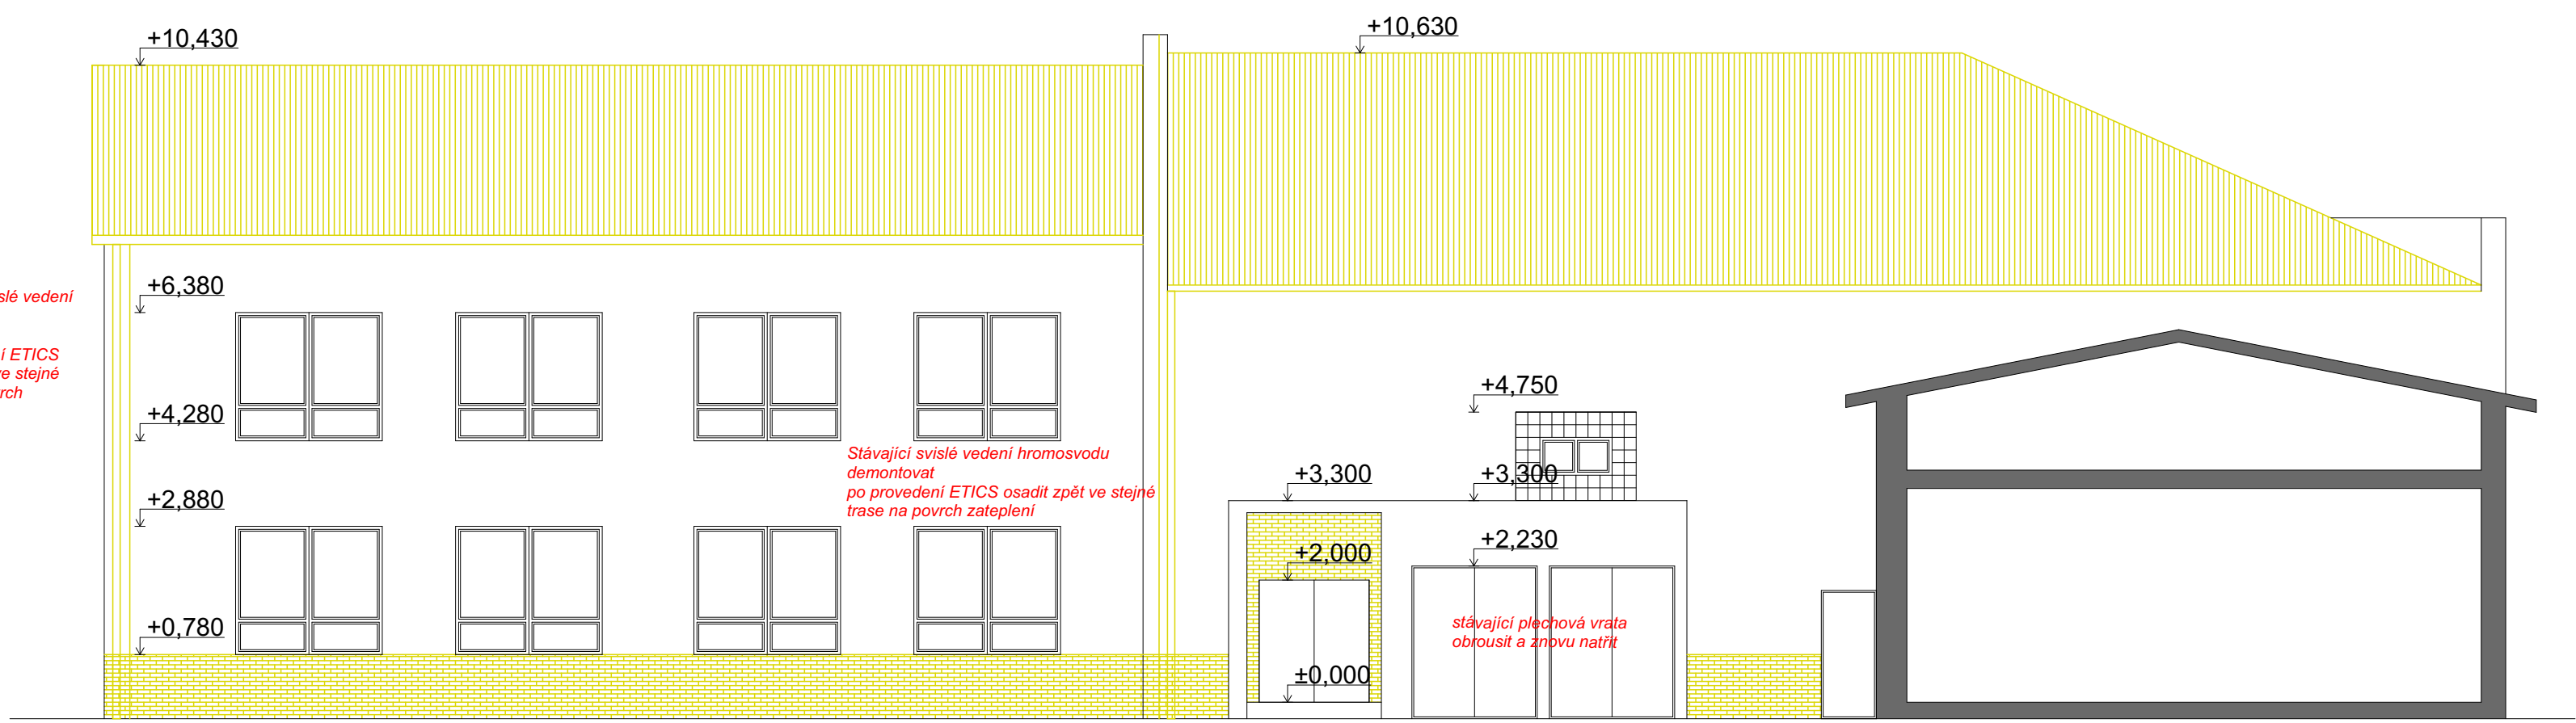 +10,430
+10,630
+6,380
slé vedení
í ETICS
ve stejné
rch
+4,280
+4,750
Stávající svislé vedení hromosvodu
demontovat
po provedení ETICS osadit zpět ve stejné
trase na povrch zateplení
+3,300
+3,300
+2,880
+2,230
+2,000
+0,780
stávající plechová vrata
obrousit a znovu natřit
±0,000